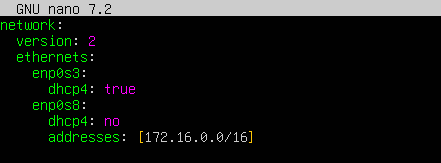 GNU nano 7.2
network:
  version: 2
  ethernets:
    enp0s3:
      dhcp4: true
    enp0s8:
      dhcp4: no
      addresses: [172.16.0.0/16]